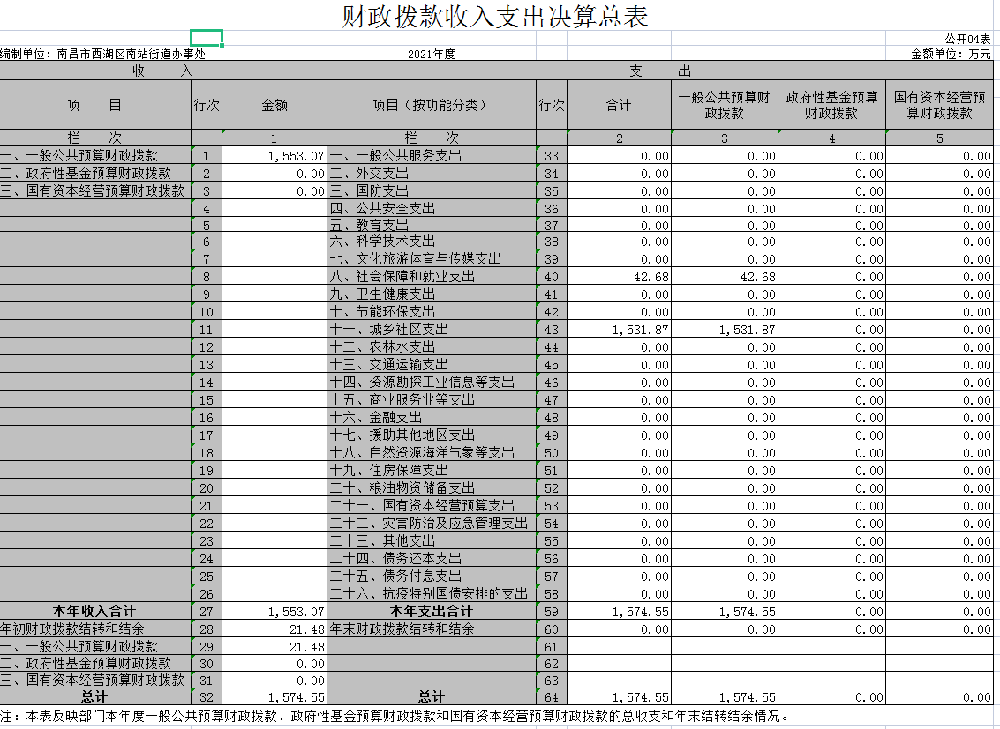 财政拨款收入支出决算总表
公开04表
编制单位：南昌市西湖区南站街道办事处 2021年度 金额单位：万元
收 入 支 出
项 目 行次 金额 项目（按功能分类） 行次 合计 一般公共预算财政拨款 政府性基金预算财政拨款 国有资本经营预算财政拨款
栏 次 1 栏 次 2 3 4 5
一、一般公共预算财政拨款 1 1,553.07 一、一般公共服务支出 33 0.00 0.00 0.00 0.00
二、政府性基金预算财政拨款 2 0.00 二、外交支出 34 0.00 0.00 0.00 0.00
三、国有资本经营预算财政拨款 3 0.00 三、国防支出 35 0.00 0.00 0.00 0.00
4 四、公共安全支出 36 0.00 0.00 0.00 0.00
5 五、教育支出 37 0.00 0.00 0.00 0.00
6 六、科学技术支出 38 0.00 0.00 0.00 0.00
7 七、文化旅游体育与传媒支出 39 0.00 0.00 0.00 0.00
8 八、社会保障和就业支出 40 42.68 42.68 0.00 0.00
9 九、卫生健康支出 41 0.00 0.00 0.00 0.00
10 十、节能环保支出 42 0.00 0.00 0.00 0.00
11 十一、城乡社区支出 43 1,531.87 1,531.87 0.00 0.00
12 十二、农林水支出 44 0.00 0.00 0.00 0.00
13 十三、交通运输支出 45 0.00 0.00 0.00 0.00
14 十四、资源勘探工业信息等支出 46 0.00 0.00 0.00 0.00
15 十五、商业服务业等支出 47 0.00 0.00 0.00 0.00
16 十六、金融支出 48 0.00 0.00 0.00 0.00
17 十七、援助其他地区支出 49 0.00 0.00 0.00 0.00
18 十八、自然资源海洋气象等支出 50 0.00 0.00 0.00 0.00
19 十九、住房保障支出 51 0.00 0.00 0.00 0.00
20 二十、粮油物资储备支出 52 0.00 0.00 0.00 0.00
21 二十一、国有资本经营预算支出 53 0.00 0.00 0.00 0.00
22 二十二、灾害防治及应急管理支出 54 0.00 0.00 0.00 0.00
23 二十三、其他支出 55 0.00 0.00 0.00 0.00
24 二十四、债务还本支出 56 0.00 0.00 0.00 0.00
25 二十五、债务付息支出 57 0.00 0.00 0.00 0.00
26 二十六、抗疫特别国债安排的支出 58 0.00 0.00 0.00 0.00
本年收入合计 27 1,553.07 本年支出合计 59 1,574.55 1,574.55 0.00 0.00
年初财政拨款结转和结余 28 21.48 年末财政拨款结转和结余 60 0.00 0.00 0.00 0.00
一、一般公共预算财政拨款 29 21.48 61
二、政府性基金预算财政拨款 30 0.00 62
三、国有资本经营预算财政拨款 31 0.00 63
总计 32 1,574.55 总计 64 1,574.55 1,574.55 0.00 0.00
注：本表反映部门本年度一般公共预算财政拨款、政府性基金预算财政拨款和国有资本经营预算财政拨款的总收支和年末结转结余情况。